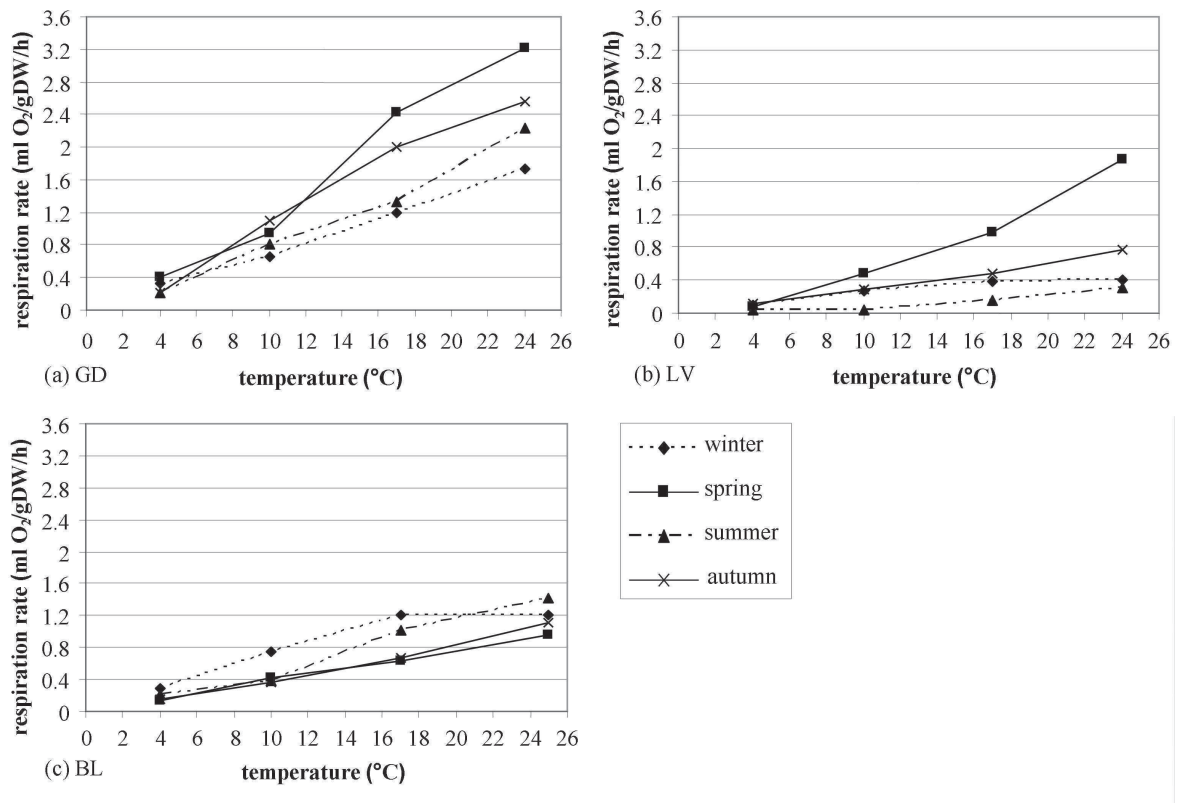 respiration rate (ml O₂/gDW/h)
3.6
3.2
2.8
2.4
2
1.6
1.2
0.8
0.4
0
0 2 4 6 8 10 12 14 16 18 20 22 24 26
(a) GD
temperature (°C)
respiration rate (ml O₂/gDW/h)
3.6
3.2
2.8
2.4
2
1.6
1.2
0.8
0.4
0
0 2 4 6 8 10 12 14 16 18 20 22 24 26
(b) LV
temperature (°C)
respiration rate (ml O₂/gDW/h)
3.6
3.2
2.8
2.4
2
1.6
1.2
0.8
0.4
0
0 2 4 6 8 10 12 14 16 18 20 22 24 26
(c) BL
temperature (°C)
winter
spring
summer
autumn